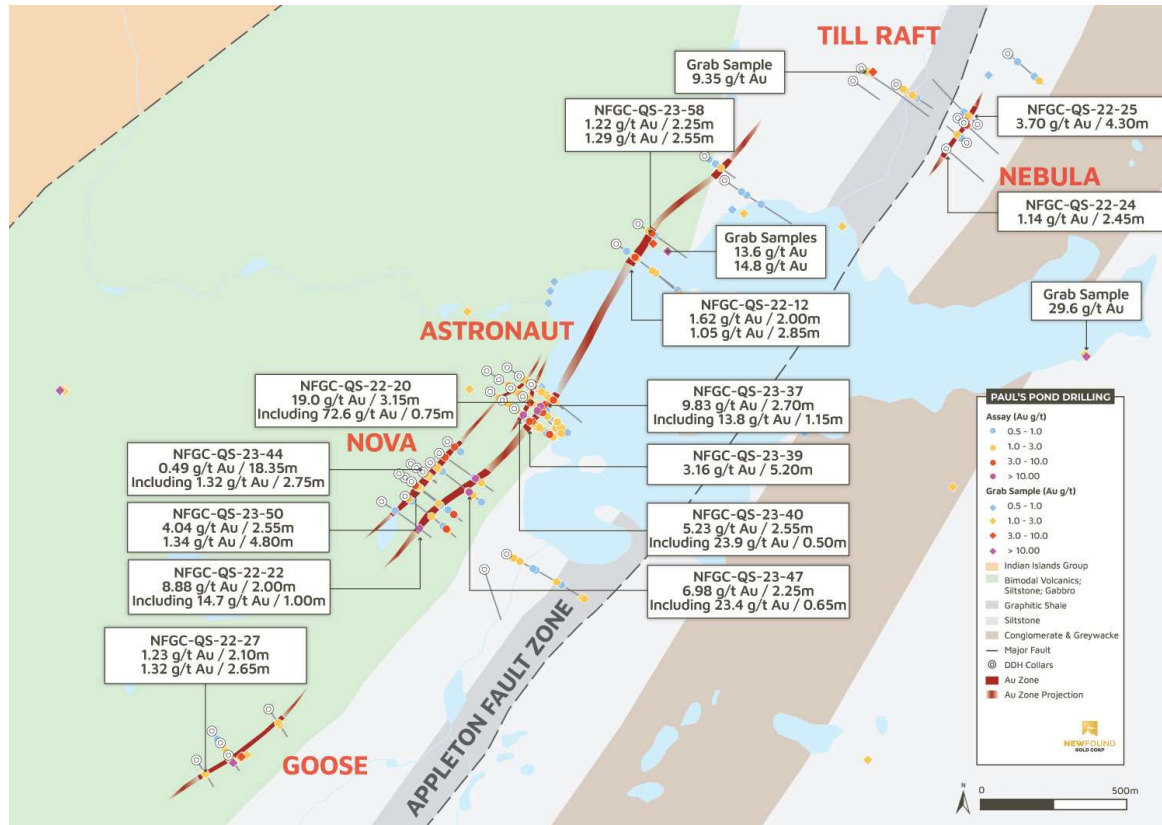 TILL RAFT
Grab Sample
9.35 g/t Au
NFGC-QS-23-58
1.22 g/t Au / 2.25m
1.29 g/t Au / 2.55m
NFGC-QS-22-25
3.70 g/t Au / 4.30m
NEBULA
NFGC-QS-22-24
1.14 g/t Au / 2.45m
Grab Samples
13.6 g/t Au
14.8 g/t Au
Grab Sample
29.6 g/t Au
NFGC-QS-22-12
1.62 g/t Au / 2.00m
1.05 g/t Au / 2.85m
ASTRONAUT
NFGC-QS-22-20
19.0 g/t Au / 3.15m
Including 72.6 g/t Au / 0.75m
NFGC-QS-23-37
9.83 g/t Au / 2.70m
Including 13.8 g/t Au / 1.15m
NOVA
NFGC-QS-23-44
0.49 g/t Au / 18.35m
Including 1.32 g/t Au / 2.75m
NFGC-QS-23-39
3.16 g/t Au / 5.20m
NFGC-QS-23-50
4.04 g/t Au / 2.55m
1.34 g/t Au / 4.80m
NFGC-QS-23-40
5.23 g/t Au / 2.55m
Including 23.9 g/t Au / 0.50m
NFGC-QS-22-22
8.88 g/t Au / 2.00m
Including 14.7 g/t Au / 1.00m
NFGC-QS-23-47
6.98 g/t Au / 2.25m
Including 23.4 g/t Au / 0.65m
NFGC-QS-22-27
1.23 g/t Au / 2.10m
1.32 g/t Au / 2.65m
GOOSE
APPLETON FAULT ZONE
PAUL'S POND DRILLING
Assay (Au g/t)
0.5 - 1.0
1.0 - 3.0
3.0 - 10.0
> 10.00
Grab Sample (Au g/t)
0.5 - 1.0
1.0 - 3.0
3.0 - 10.0
> 10.00
Indian Islands Group
Bimodal Volcanics;
Siltstone; Gabbro
Graphitic Shale
Siltstone
Conglomerate & Greywacke
Major Fault
DDH Collars
Au Zone
Au Zone Projection
NEWFOUND
GOLD CORP
N
0 500m